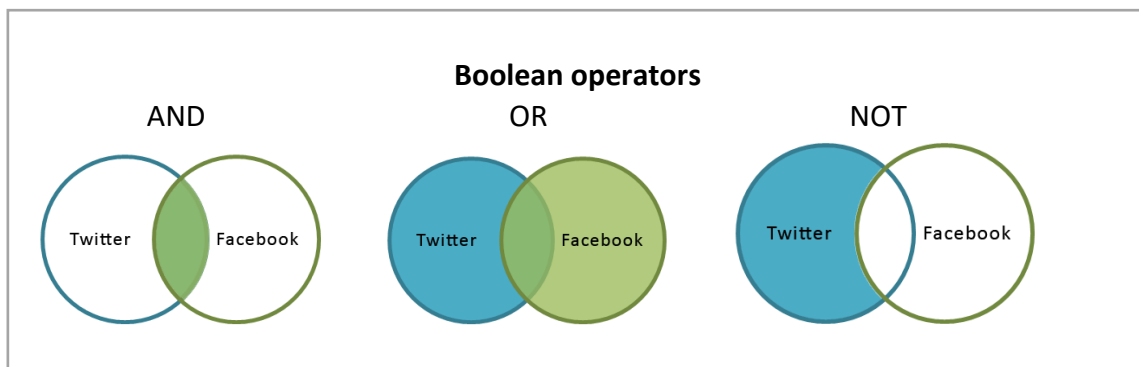 Boolean operators
AND
OR
NOT
Twitter
Facebook
Twitter
Facebook
Twitter
Facebook